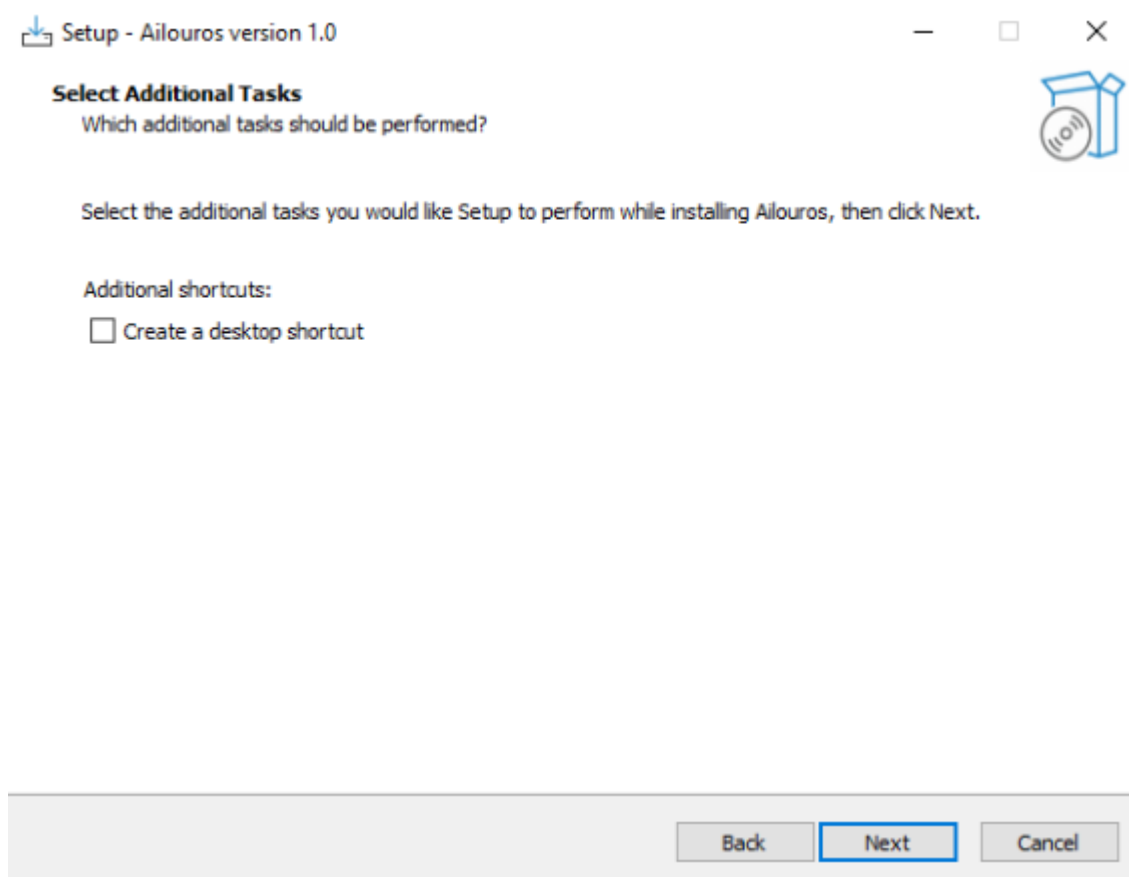 Setup - Ailouros version 1.0
Select Additional Tasks
Which additional tasks should be performed?
Select the additional tasks you would like Setup to perform while installing Ailouros, then click Next.
Additional shortcuts:
Create a desktop shortcut
Back Next Cancel